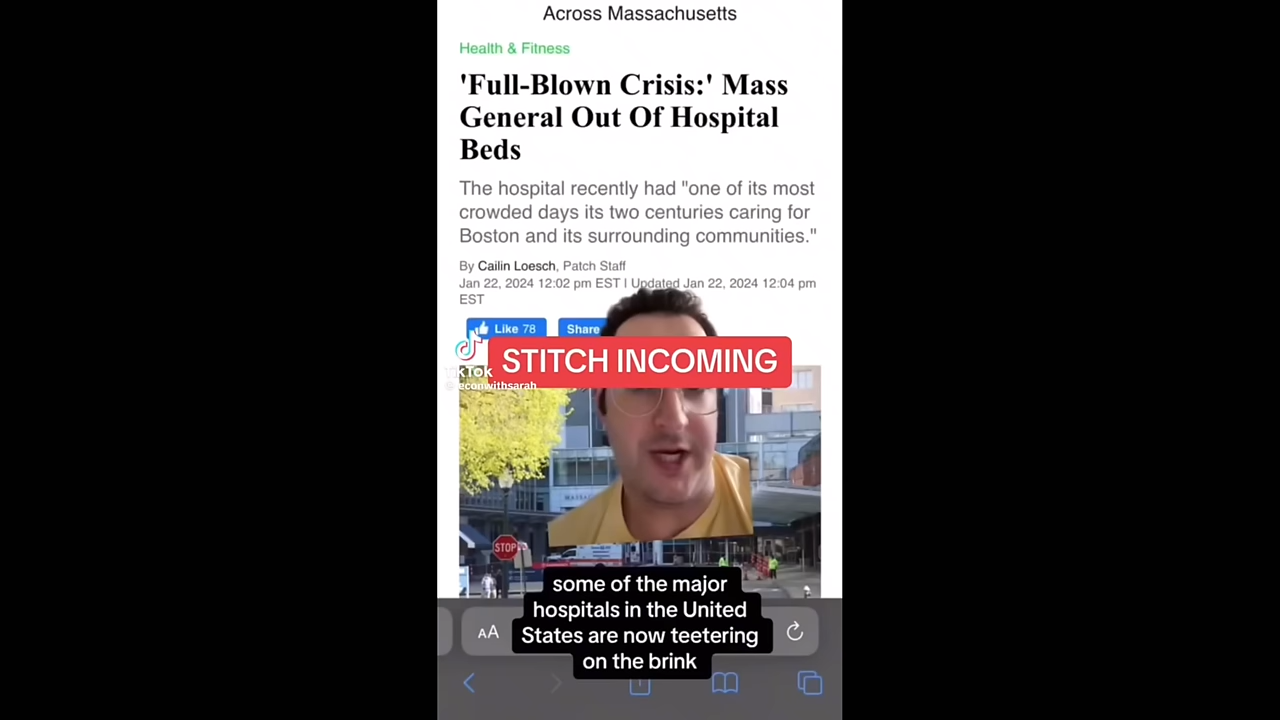 Across Massachusetts
Health & Fitness
'Full-Blown Crisis:' Mass
General Out Of Hospital
Beds
The hospital recently had "one of its most
crowded days its two centuries caring for
Boston and its surrounding communities."
By Cailin Loesch, Patch Staff
Jan 22, 2024 12:02 pm EST | Updated Jan 22, 2024 12:04 pm
EST
Like 78
Share
STITCH INCOMING
TikTok
STOP
some of the major
hospitals in the United
States are now teetering
on the brink
AA